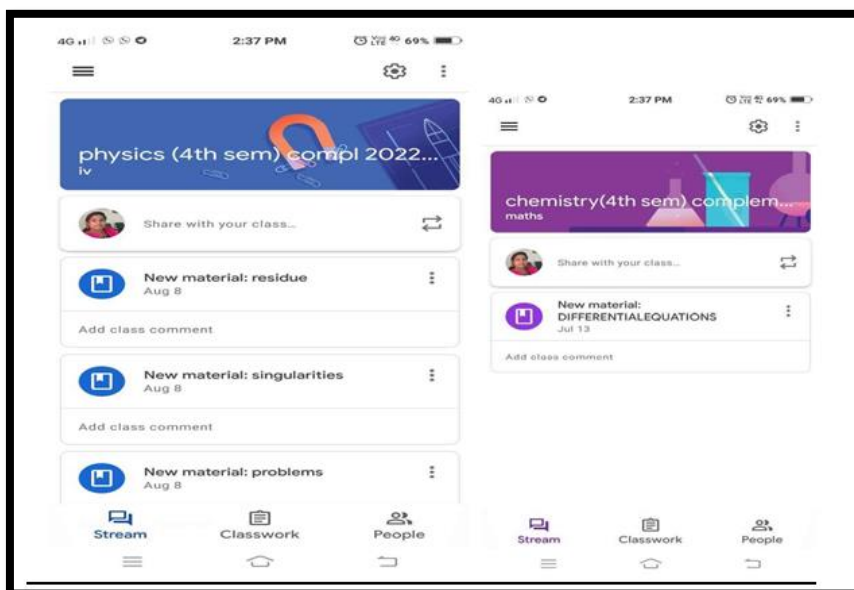 4G
2:37 PM
69%
physics (4th sem) compl 2022...
iv
Share with your class...
New material: residue
Aug 8
Add class comment
New material: singularities
Aug 8
Add class comment
New material: problems
Aug 8
Stream
Classwork
People
4G
2:37 PM
69%
chemistry(4th sem) complem...
maths
Share with your class...
New material:
DIFFERENTIALEQUATIONS
Jul 13
Add class comment
Stream
Classwork
People